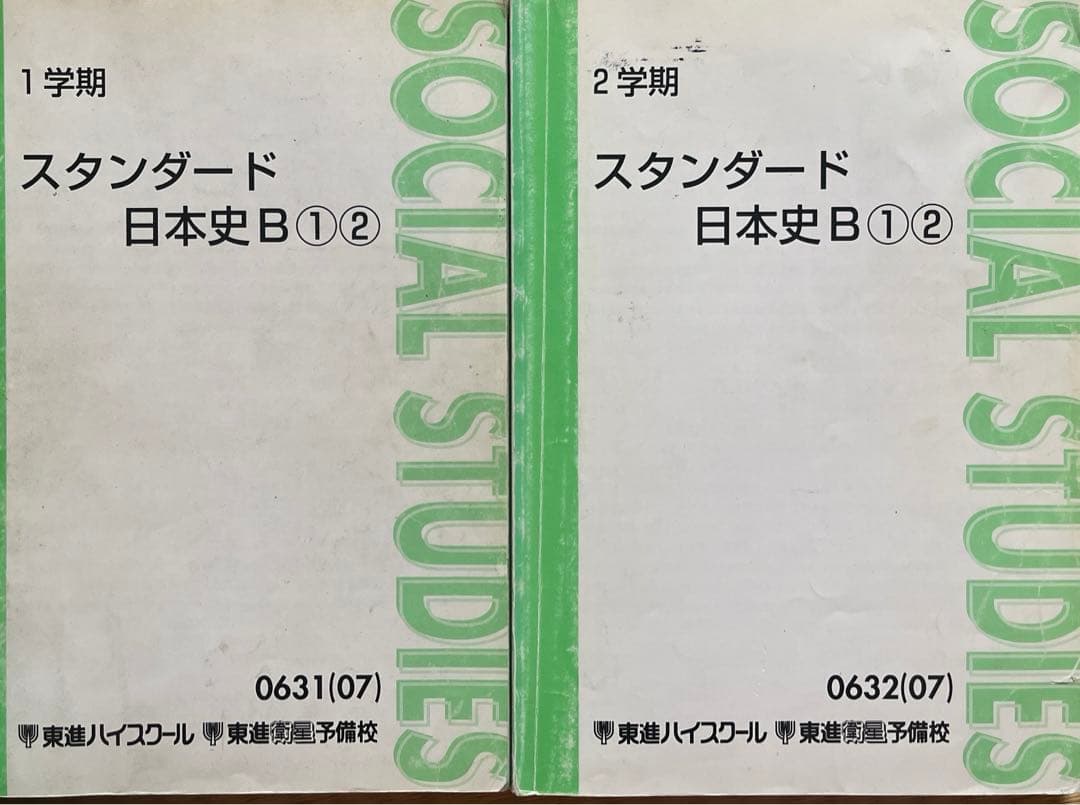 1学期
スタンダード
日本史B①②
0631(07)
東進ハイスクール 東進衛星予備校
SOCIAL STUDIES
2学期
スタンダード
日本史B①②
0632(07)
東進ハイスクール 東進衛星予備校
SOCIAL STUDIES